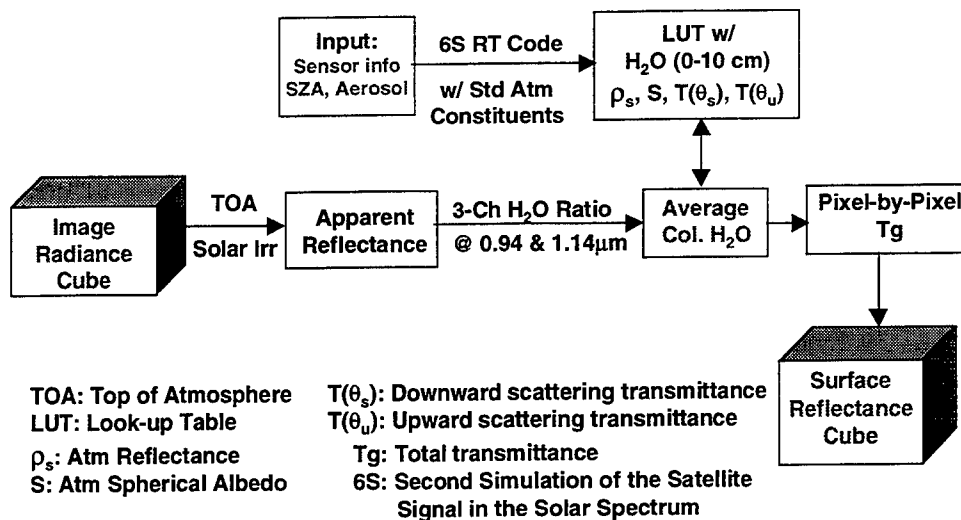 Input:
Sensor info
SZA, Aerosol
6S RT Code
w/ Std Atm
Constituents
LUT w/
H₂O (0-10 cm)
ρₛ, S, T(θₛ), T(θᵤ)
Image
Radiance
Cube
TOA
Solar Irr
Apparent
Reflectance
3-Ch H₂O Ratio
@ 0.94 & 1.14μm
Average
Col. H₂O
Pixel-by-Pixel
Tg
Surface
Reflectance
Cube
TOA: Top of Atmosphere
LUT: Look-up Table
ρₛ: Atm Reflectance
S: Atm Spherical Albedo
T(θₛ): Downward scattering transmittance
T(θᵤ): Upward scattering transmittance
Tg: Total transmittance
6S: Second Simulation of the Satellite
Signal in the Solar Spectrum